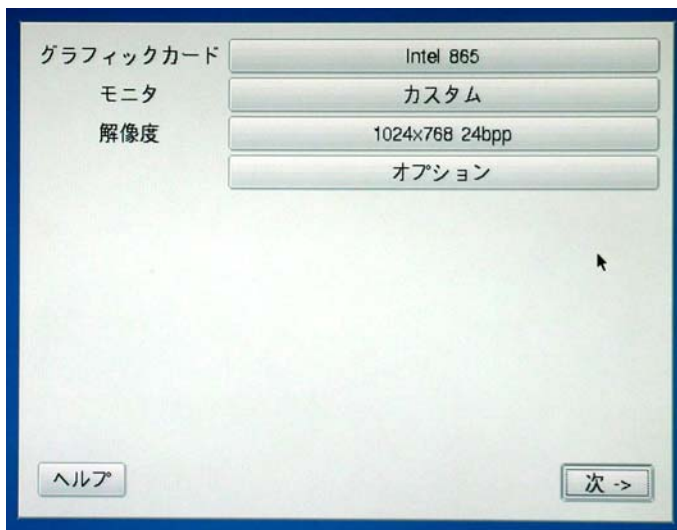 グラフィックカード Intel 865
モニタ カスタム
解像度 1024x768 24bpp
オプション
ヘルプ 次 ->